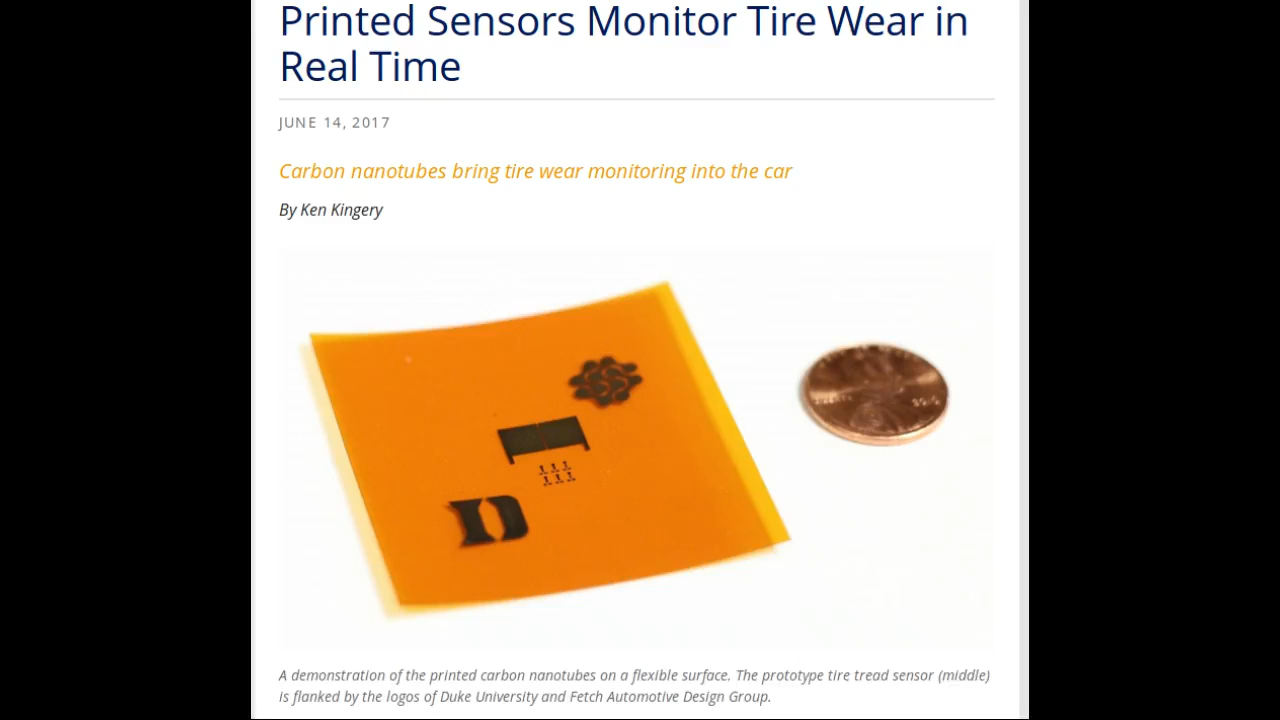 Printed Sensors Monitor Tire Wear in
Real Time
JUNE 14, 2017
Carbon nanotubes bring tire wear monitoring into the car
By Ken Kingery
D
A demonstration of the printed carbon nanotubes on a flexible surface. The prototype tire tread sensor (middle)
is flanked by the logos of Duke University and Fetch Automotive Design Group.